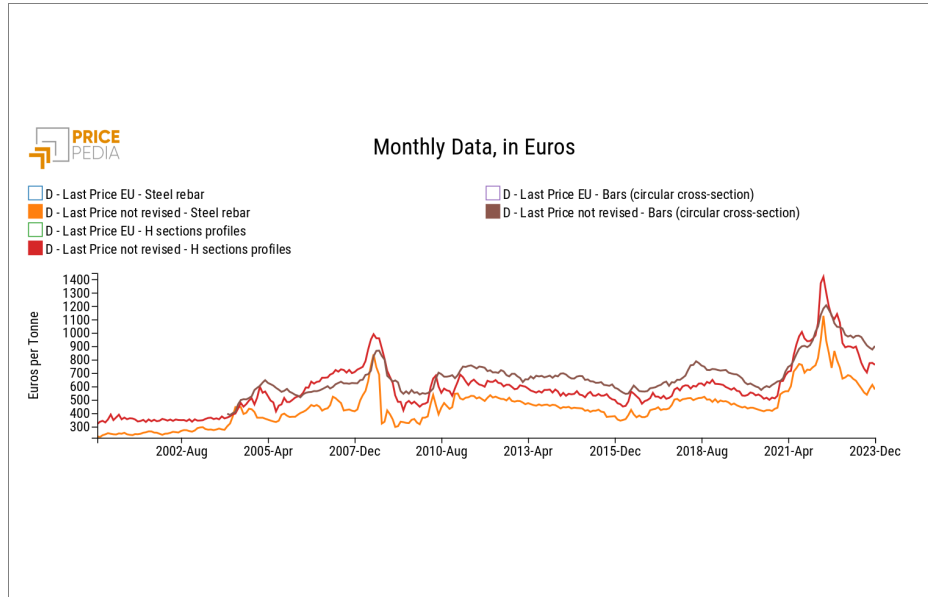 PRICE
PEDIA
Monthly Data, in Euros
D - Last Price EU - Steel rebar
D - Last Price not revised - Steel rebar
D - Last Price EU - H sections profiles
D - Last Price not revised - H sections profiles
D - Last Price EU - Bars (circular cross-section)
D - Last Price not revised - Bars (circular cross-section)
Euros per Tonne
1400
1300
1200
1100
1000
900
800
700
600
500
400
300
2002-Aug 2005-Apr 2007-Dec 2010-Aug 2013-Apr 2015-Dec 2018-Aug 2021-Apr 2023-Dec